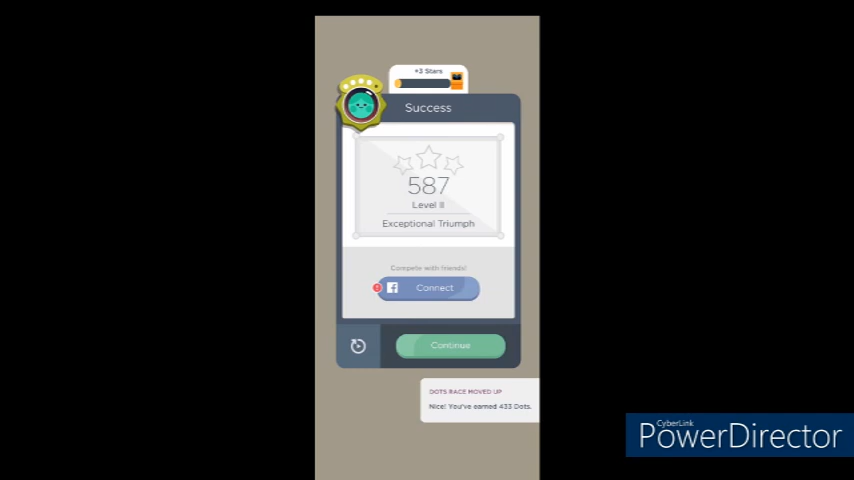 +3 Stars
Success
587
Level II
Exceptional Triumph
Compete with friends!
Connect
Continue
DOTS RACE MOVED UP
Nice! You've earned 433 Dots.
CyberLink
PowerDirector